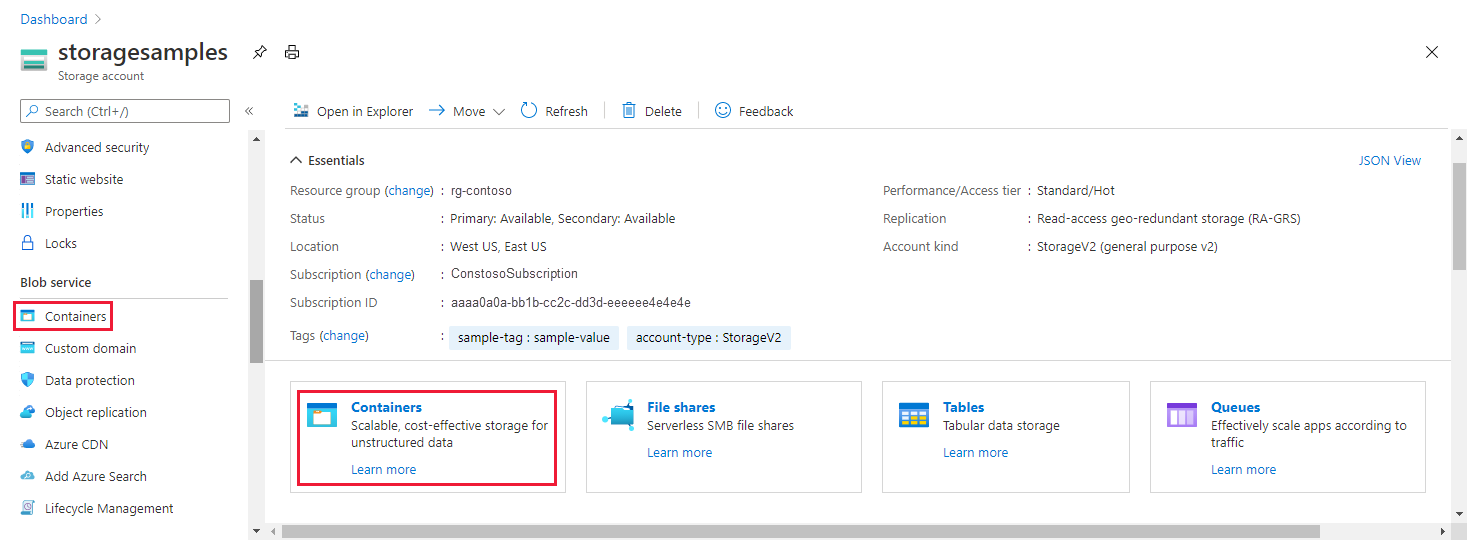 Dashboard
storagesamples
Storage account
Search (Ctrl+/)
Advanced security
Static website
Properties
Locks
Blob service
Containers
Custom domain
Data protection
Object replication
Azure CDN
Add Azure Search
Lifecycle Management
Open in Explorer Move Refresh Delete Feedback
Essentials JSON View
Resource group (change) : rg-contoso
Status : Primary: Available, Secondary: Available
Location : West US, East US
Subscription (change) : ConstosoSubscription
Subscription ID : aaaa0a0a-bb1b-cc2c-dd3d-eeeeee4e4e4e
Tags (change) : sample-tag : sample-value account-type : StorageV2
Performance/Access tier : Standard/Hot
Replication : Read-access geo-redundant storage (RA-GRS)
Account kind : StorageV2 (general purpose v2)
Containers
Scalable, cost-effective storage for
unstructured data
Learn more
File shares
Serverless SMB file shares
Learn more
Tables
Tabular data storage
Learn more
Queues
Effectively scale apps according to
traffic
Learn more